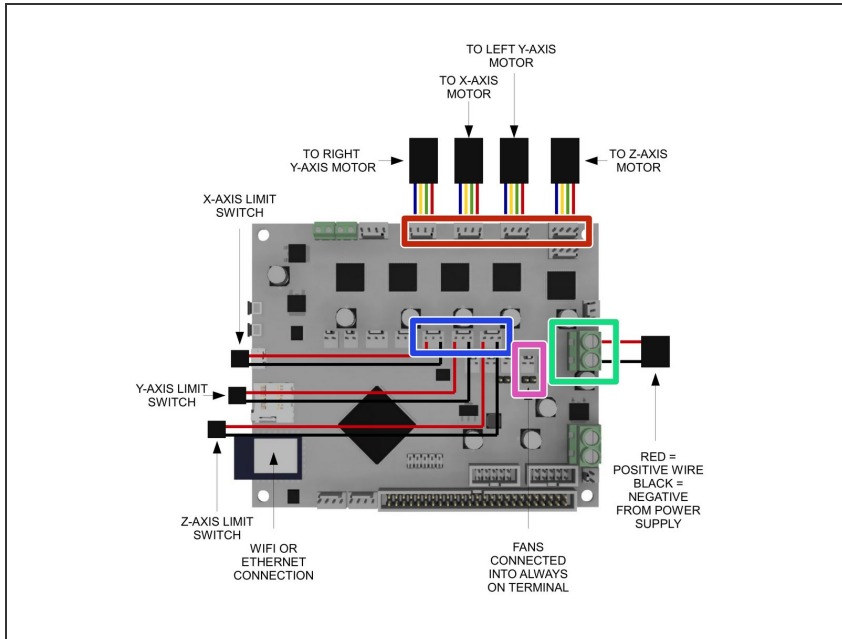 TO LEFT Y-AXIS
MOTOR
TO X-AXIS
MOTOR
TO RIGHT
Y-AXIS MOTOR
TO Z-AXIS
MOTOR
X-AXIS LIMIT
SWITCH
Y-AXIS LIMIT
SWITCH
Z-AXIS LIMIT
SWITCH
WIFI OR
ETHERNET
CONNECTION
FANS
CONNECTED
INTO ALWAYS
ON TERMINAL
RED =
POSITIVE WIRE
BLACK =
NEGATIVE
FROM POWER
SUPPLY